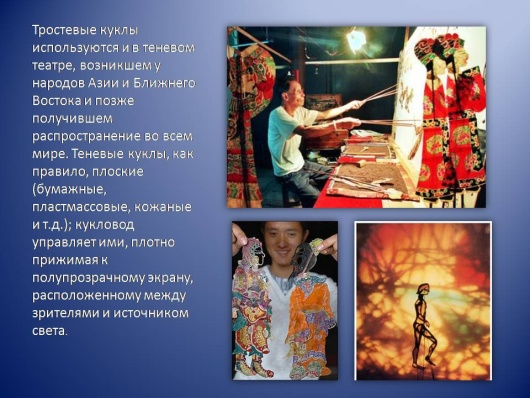 Тростевые куклы
используются и в теневом
театре, возникшем у
народов Азии и Ближнего
Востока и позже
получившем
распространение во всем
мире. Теневые куклы, как
правило, плоские
(бумажные,
пластмассовые, кожаные
и т.д.); кукловод
управляет ими, плотно
прижимая к
полупрозрачному экрану,
расположенному между
зрителями и источником
света.